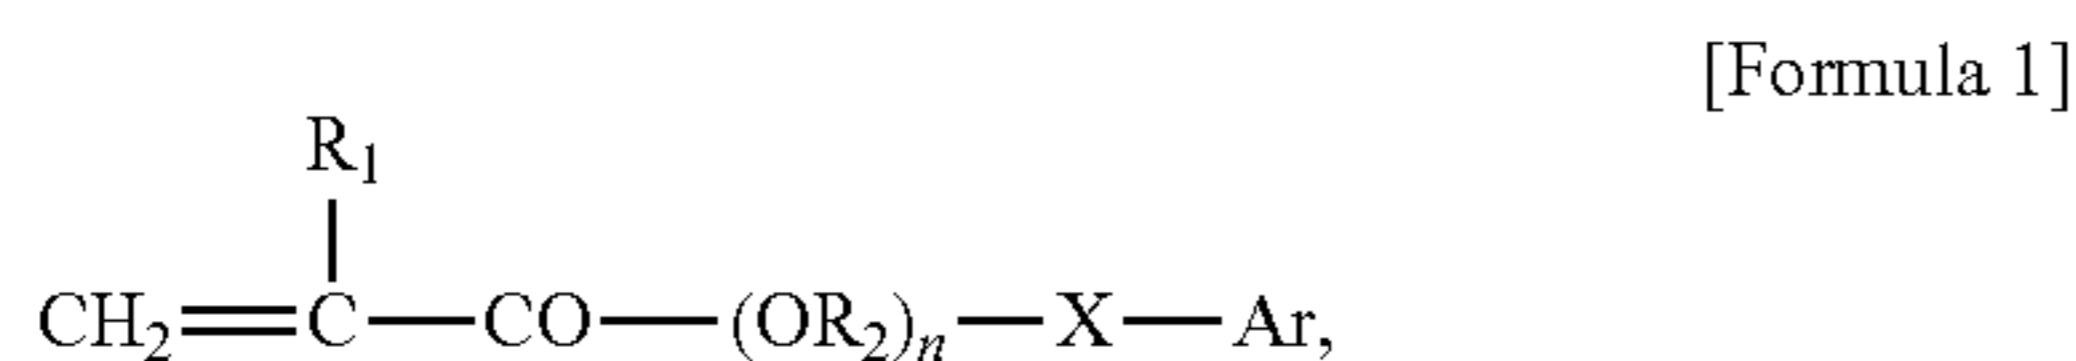 [Formula 1]
R₁
CH₂=C—CO—(OR₂)ₙ—X—Ar,